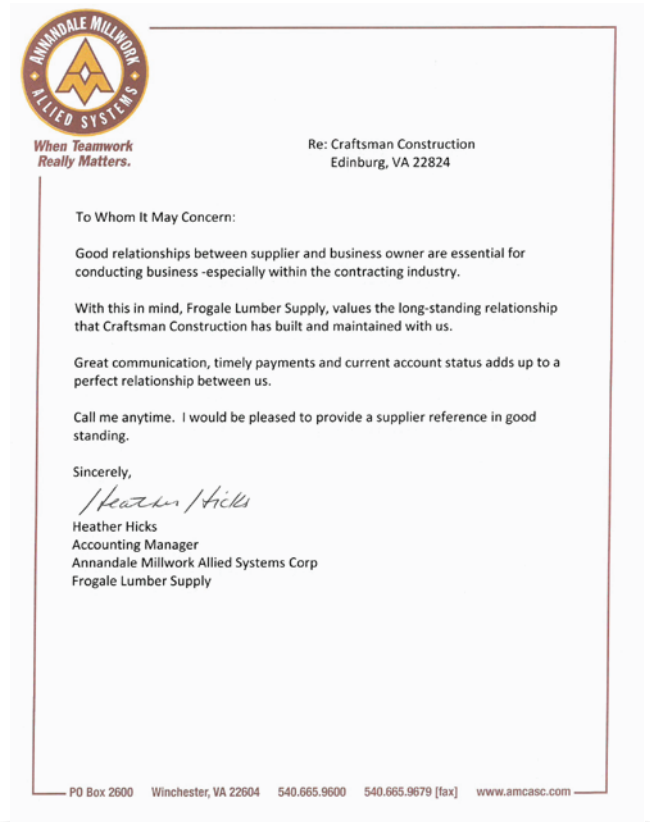 ANNANDALE MILLWORK
ALLIED SYSTEMS
When Teamwork
Really Matters.
Re: Craftsman Construction
Edinburg, VA 22824
To Whom It May Concern:
Good relationships between supplier and business owner are essential for
conducting business -especially within the contracting industry.
With this in mind, Frogale Lumber Supply, values the long-standing relationship
that Craftsman Construction has built and maintained with us.
Great communication, timely payments and current account status adds up to a
perfect relationship between us.
Call me anytime.  I would be pleased to provide a supplier reference in good
standing.
Sincerely,
Heather Hicks
Heather Hicks
Accounting Manager
Annandale Millwork Allied Systems Corp
Frogale Lumber Supply
PO Box 2600 Winchester, VA 22604 540.665.9600 540.665.9679 [fax] www.amcasc.com